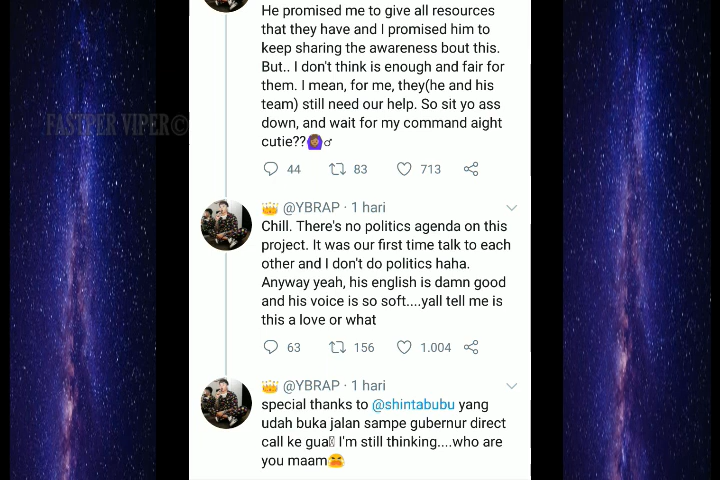 He promised me to give all resources
that they have and I promised him to
keep sharing the awareness bout this.
But.. I don't think is enough and fair for
them. I mean, for me, they(he and his
team) still need our help. So sit yo ass
down, and wait for my command aight
cutie??🙆🏾♂
44 83 713
FASTPER VIPER©
👑 @YBRAP · 1 hari
Chill. There's no politics agenda on this
project. It was our first time talk to each
other and I don't do politics haha.
Anyway yeah, his english is damn good
and his voice is so soft....yall tell me is
this a love or what
63 156 1.004
👑 @YBRAP · 1 hari
special thanks to @shintabubu yang
udah buka jalan sampe gubernur direct
call ke gua I'm still thinking....who are
you maam😫